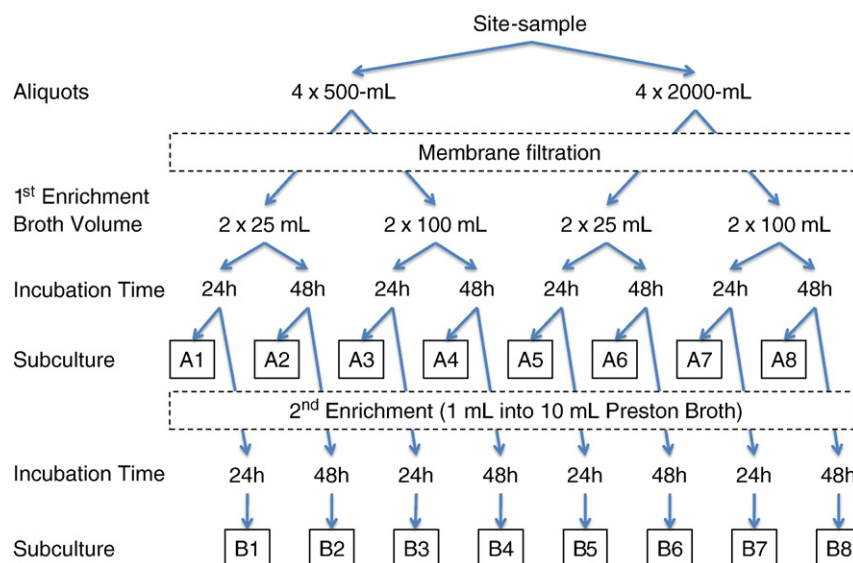 Site-sample
Aliquots 4 x 500-mL 4 x 2000-mL
Membrane filtration
1st Enrichment
Broth Volume 2 x 25 mL 2 x 100 mL 2 x 25 mL 2 x 100 mL
Incubation Time 24h 48h 24h 48h 24h 48h 24h 48h
Subculture A1 A2 A3 A4 A5 A6 A7 A8
2nd Enrichment (1 mL into 10 mL Preston Broth)
Incubation Time 24h 48h 24h 48h 24h 48h 24h 48h
Subculture B1 B2 B3 B4 B5 B6 B7 B8